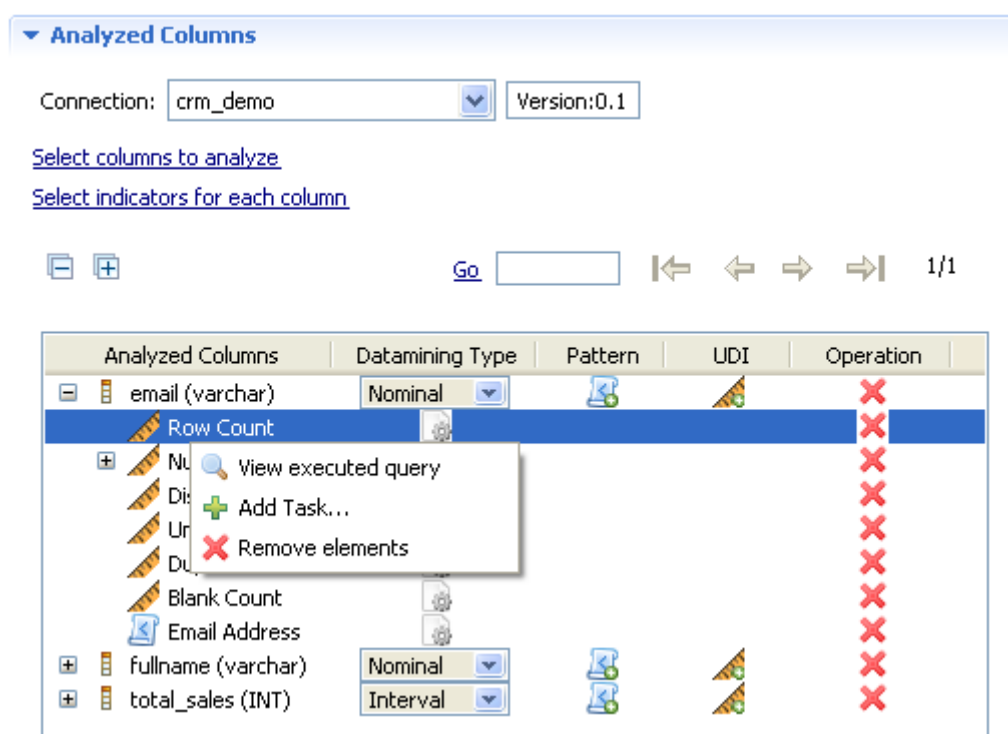 Analyzed Columns
Connection: crm_demo Version:0.1
Select columns to analyze
Select indicators for each column
Go 1/1
Analyzed Columns Datamining Type Pattern UDI Operation
email (varchar) Nominal
Row Count
View executed query
Add Task...
Remove elements
Blank Count
Email Address
fullname (varchar) Nominal
total_sales (INT) Interval